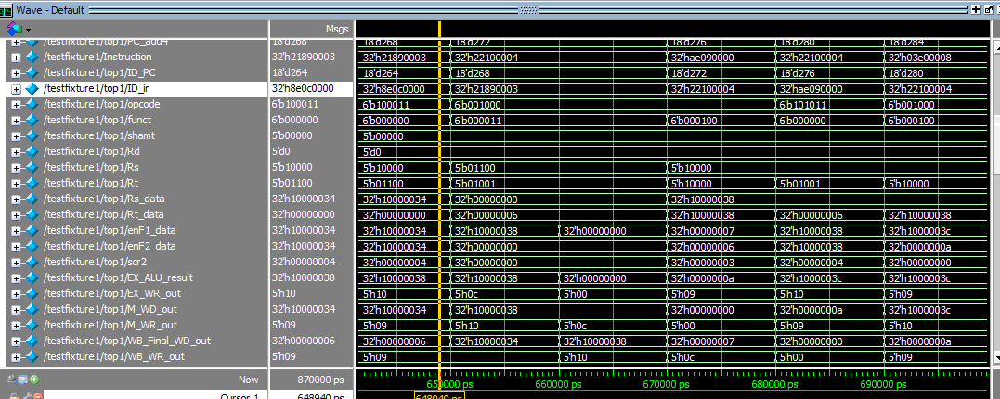 Wave - Default
Msgs
/testfixture1/top1/PC_add4 18'd268 18'd268 18'd272 18'd276 18'd280 18'd284
/testfixture1/Instruction 32'h21890003 32'h21890003 32'h22100004 32'hae090000 32'h22100004 32'h03e00008
/testfixture1/top1/ID_PC 18'd264 18'd264 18'd268 18'd272 18'd276 18'd280
/testfixture1/top1/ID_ir 32'h8e0c0000 32'h8e0c0000 32'h21890003 32'h22100004 32'hae090000 32'h22100004
/testfixture1/top1/opcode 6'b100011 6'b100011 6'b001000 6'b101011 6'b001000
/testfixture1/top1/funct 6'b000000 6'b000000 6'b000011 6'b000100 6'b000000 6'b000100
/testfixture1/top1/shamt 5'b00000 5'b00000
/testfixture1/top1/Rd 5'd0 5'd0
/testfixture1/top1/Rs 5'b10000 5'b10000 5'b01100 5'b10000
/testfixture1/top1/Rt 5'b01100 5'b01100 5'b01001 5'b10000 5'b01001 5'b10000
/testfixture1/top1/Rs_data 32'h10000034 32'h10000034 32'h00000000 32'h10000038
/testfixture1/top1/Rt_data 32'h00000000 32'h00000000 32'h00000006 32'h10000038 32'h00000006 32'h10000038
/testfixture1/top1/enF1_data 32'h10000034 32'h10000034 32'h10000038 32'h00000000 32'h00000007 32'h10000038 32'h1000003c
/testfixture1/top1/enF2_data 32'h10000034 32'h10000034 32'h00000000 32'h00000006 32'h10000038 32'h0000000a
/testfixture1/top1/scr2 32'h00000004 32'h00000004 32'h00000000 32'h00000003 32'h00000004 32'h00000000
/testfixture1/top1/EX_ALU_result 32'h10000038 32'h10000038 32'h10000038 32'h00000000 32'h0000000a 32'h1000003c 32'h1000003c
/testfixture1/top1/EX_WR_out 5'h10 5'h10 5'h0c 5'h00 5'h09 5'h10 5'h09
/testfixture1/top1/M_WD_out 32'h10000034 32'h10000034 32'h10000038 32'h00000000 32'h0000000a 32'h1000003c
/testfixture1/top1/M_WR_out 5'h09 5'h09 5'h10 5'h0c 5'h00 5'h09 5'h10
/testfixture1/top1/WB_Final_WD_out 32'h00000006 32'h00000006 32'h10000034 32'h10000038 32'h00000007 32'h00000000 32'h0000000a
/testfixture1/top1/WB_WR_out 5'h09 5'h09 5'h10 5'h0c 5'h00 5'h09
Now 870000 ps 650000 ps 660000 ps 670000 ps 680000 ps 690000 ps
Cursor 1 648940 ps 648940 ps